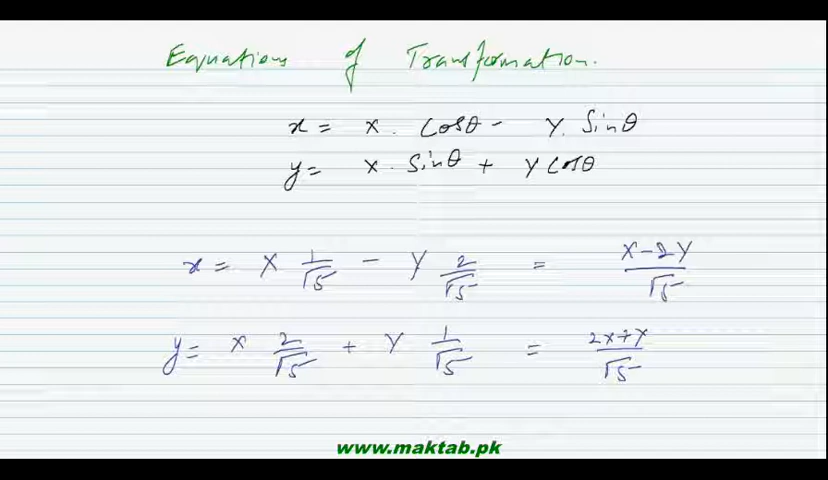 Equations of Transformation.
x = X . Cosθ - Y. Sinθ
y = X . Sinθ + Y Cosθ
x = X 1/√5 - Y 2/√5 = X-2Y/√5
y = X 2/√5 + Y 1/√5 = 2X+Y/√5
www.maktab.pk